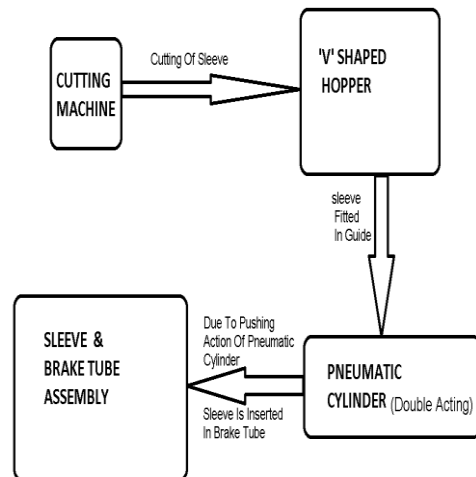 Cutting Of Sleeve
CUTTING
MACHINE
'V' SHAPED
HOPPER
sleeve
Fitted
In Guide
PNEUMATIC
CYLINDER (Double Acting)
Due To Pushing
Action Of Pneumatic
Cylinder
Sleeve Is Inserted
In Brake Tube
SLEEVE &
BRAKE TUBE
ASSEMBLY